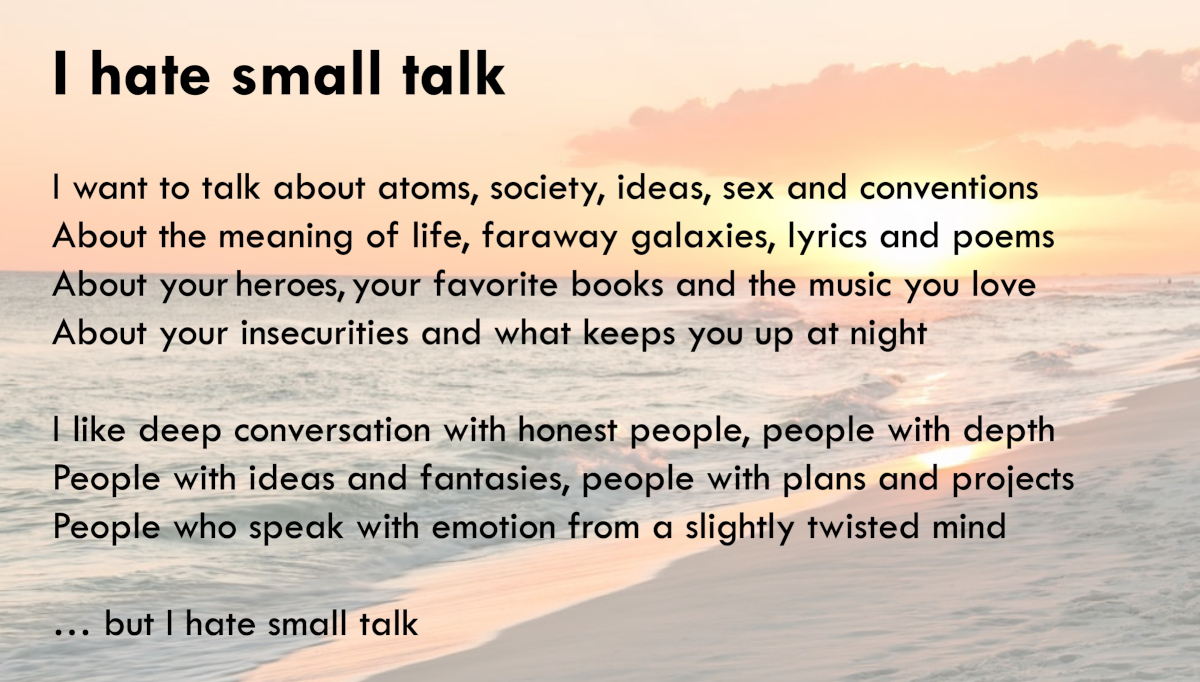 I hate small talk
I want to talk about atoms, society, ideas, sex and conventions
About the meaning of life, faraway galaxies, lyrics and poems
About your heroes, your favorite books and the music you love
About your insecurities and what keeps you up at night
I like deep conversation with honest people, people with depth
People with ideas and fantasies, people with plans and projects
People who speak with emotion from a slightly twisted mind
... but I hate small talk